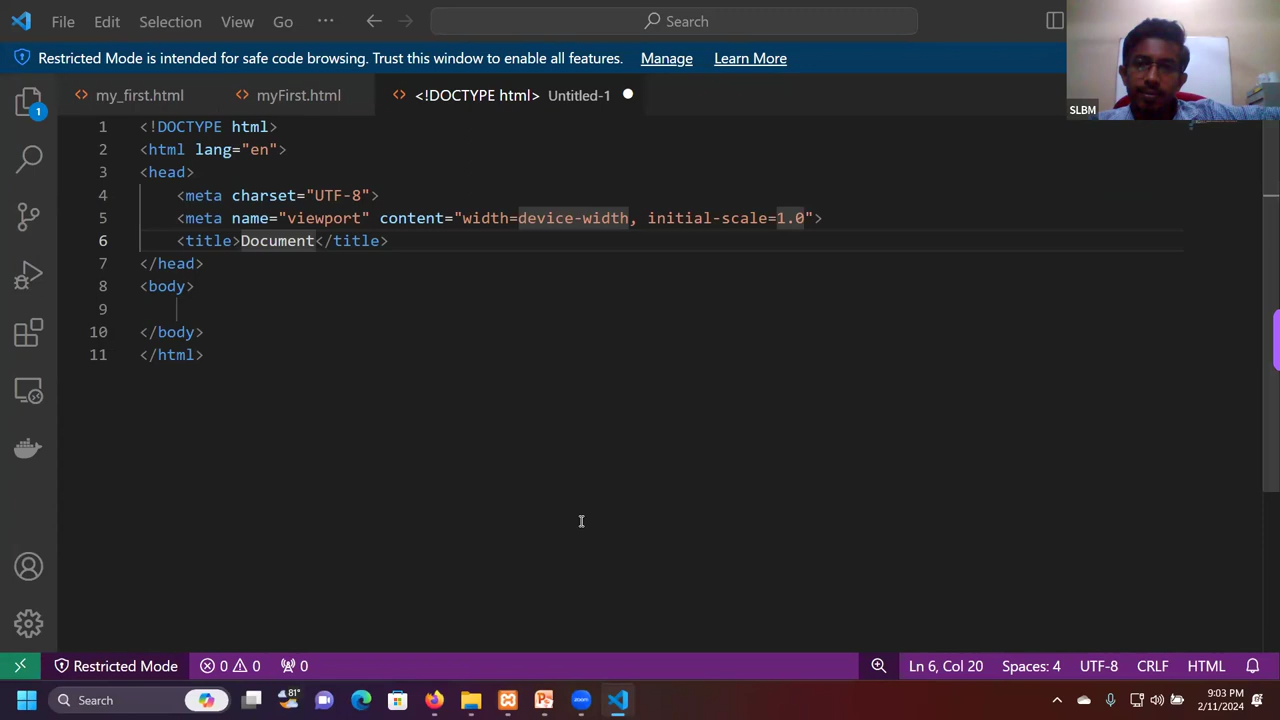 File Edit Selection View Go ··· Search
Restricted Mode is intended for safe code browsing. Trust this window to enable all features. Manage Learn More
my_first.html myFirst.html <!DOCTYPE html> Untitled-1
SLBM
1
1 <!DOCTYPE html>
2 <html lang="en">
3 <head>
4 <meta charset="UTF-8">
5 <meta name="viewport" content="width=device-width, initial-scale=1.0">
6 <title>Document</title>
7 </head>
8 <body>
9
10 </body>
11 </html>
Restricted Mode 0 0 0 Ln 6, Col 20 Spaces: 4 UTF-8 CRLF HTML
Search 81° zoom 9:03 PM
2/11/2024